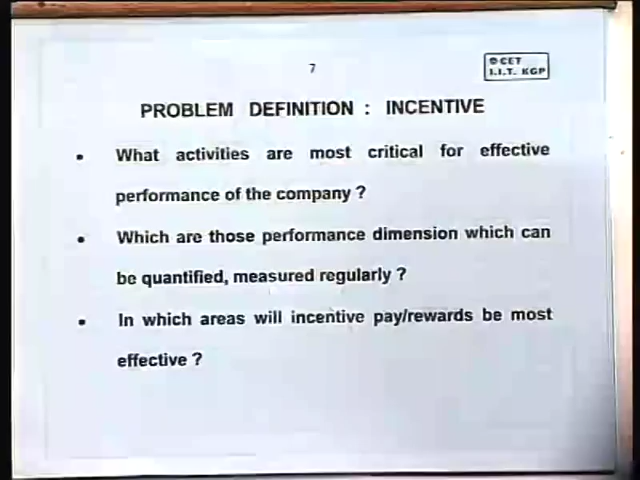 7
© CET
I.I.T. KGP
PROBLEM DEFINITION : INCENTIVE
• What activities are most critical for effective
performance of the company ?
• Which are those performance dimension which can
be quantified, measured regularly ?
• In which areas will incentive pay/rewards be most
effective ?